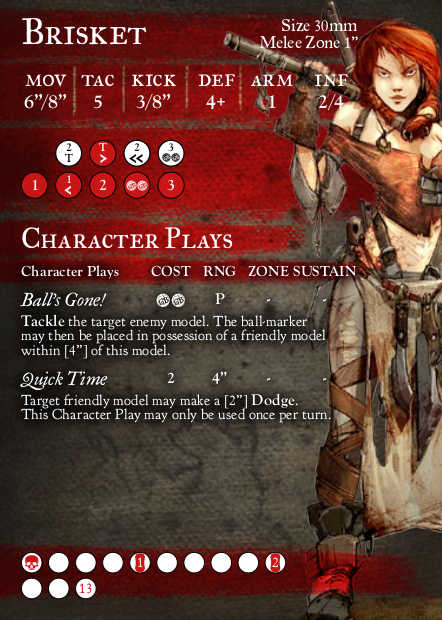 Brisket
Size 30mm
Melee Zone 1"
MOV TAC KICK DEF ARM INF
6"/8" 5 3/8" 4+ 1 2/4
2 T 2 3
T > << 
1 1 2 3
<
Character Plays
Character Plays COST RNG ZONE SUSTAIN
Ball's Gone! P - -
Tackle the target enemy model. The ball-marker
may then be placed in possession of a friendly model
within [4"] of this model.
Quick Time 2 4" - -
Target friendly model may make a [2"] Dodge.
This Character Play may only be used once per turn.
1 2
13